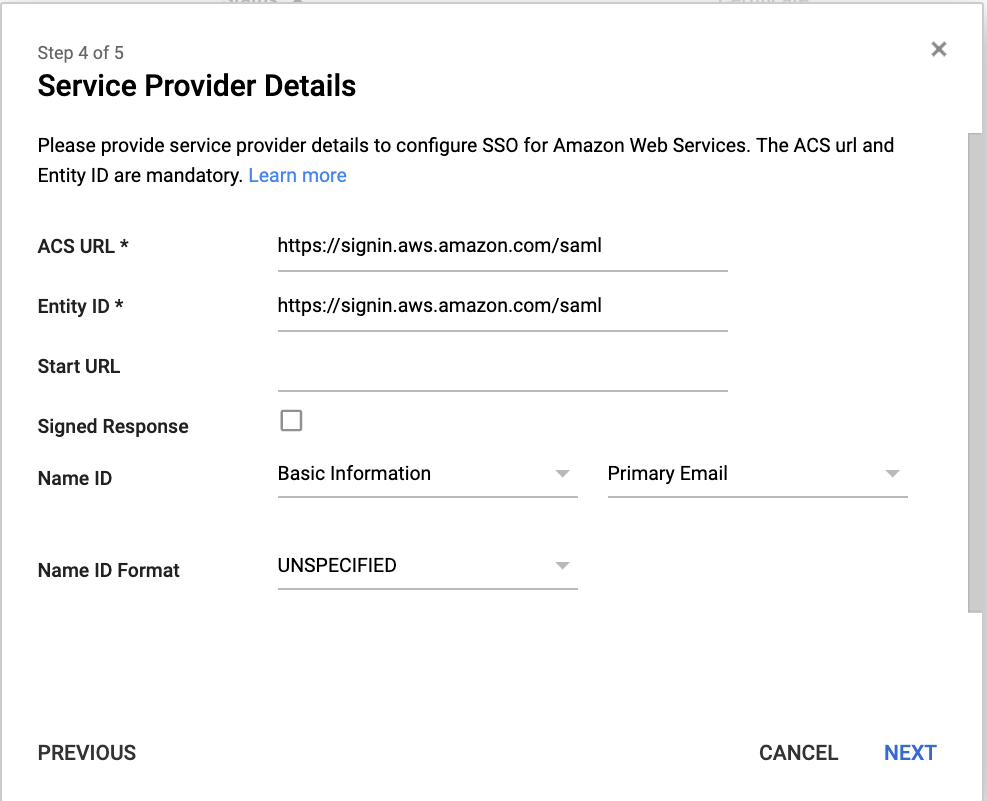 Step 4 of 5
Service Provider Details
Please provide service provider details to configure SSO for Amazon Web Services. The ACS url and
Entity ID are mandatory. Learn more
ACS URL * https://signin.aws.amazon.com/saml
Entity ID * https://signin.aws.amazon.com/saml
Start URL
Signed Response
Name ID Basic Information Primary Email
Name ID Format UNSPECIFIED
PREVIOUS CANCEL NEXT